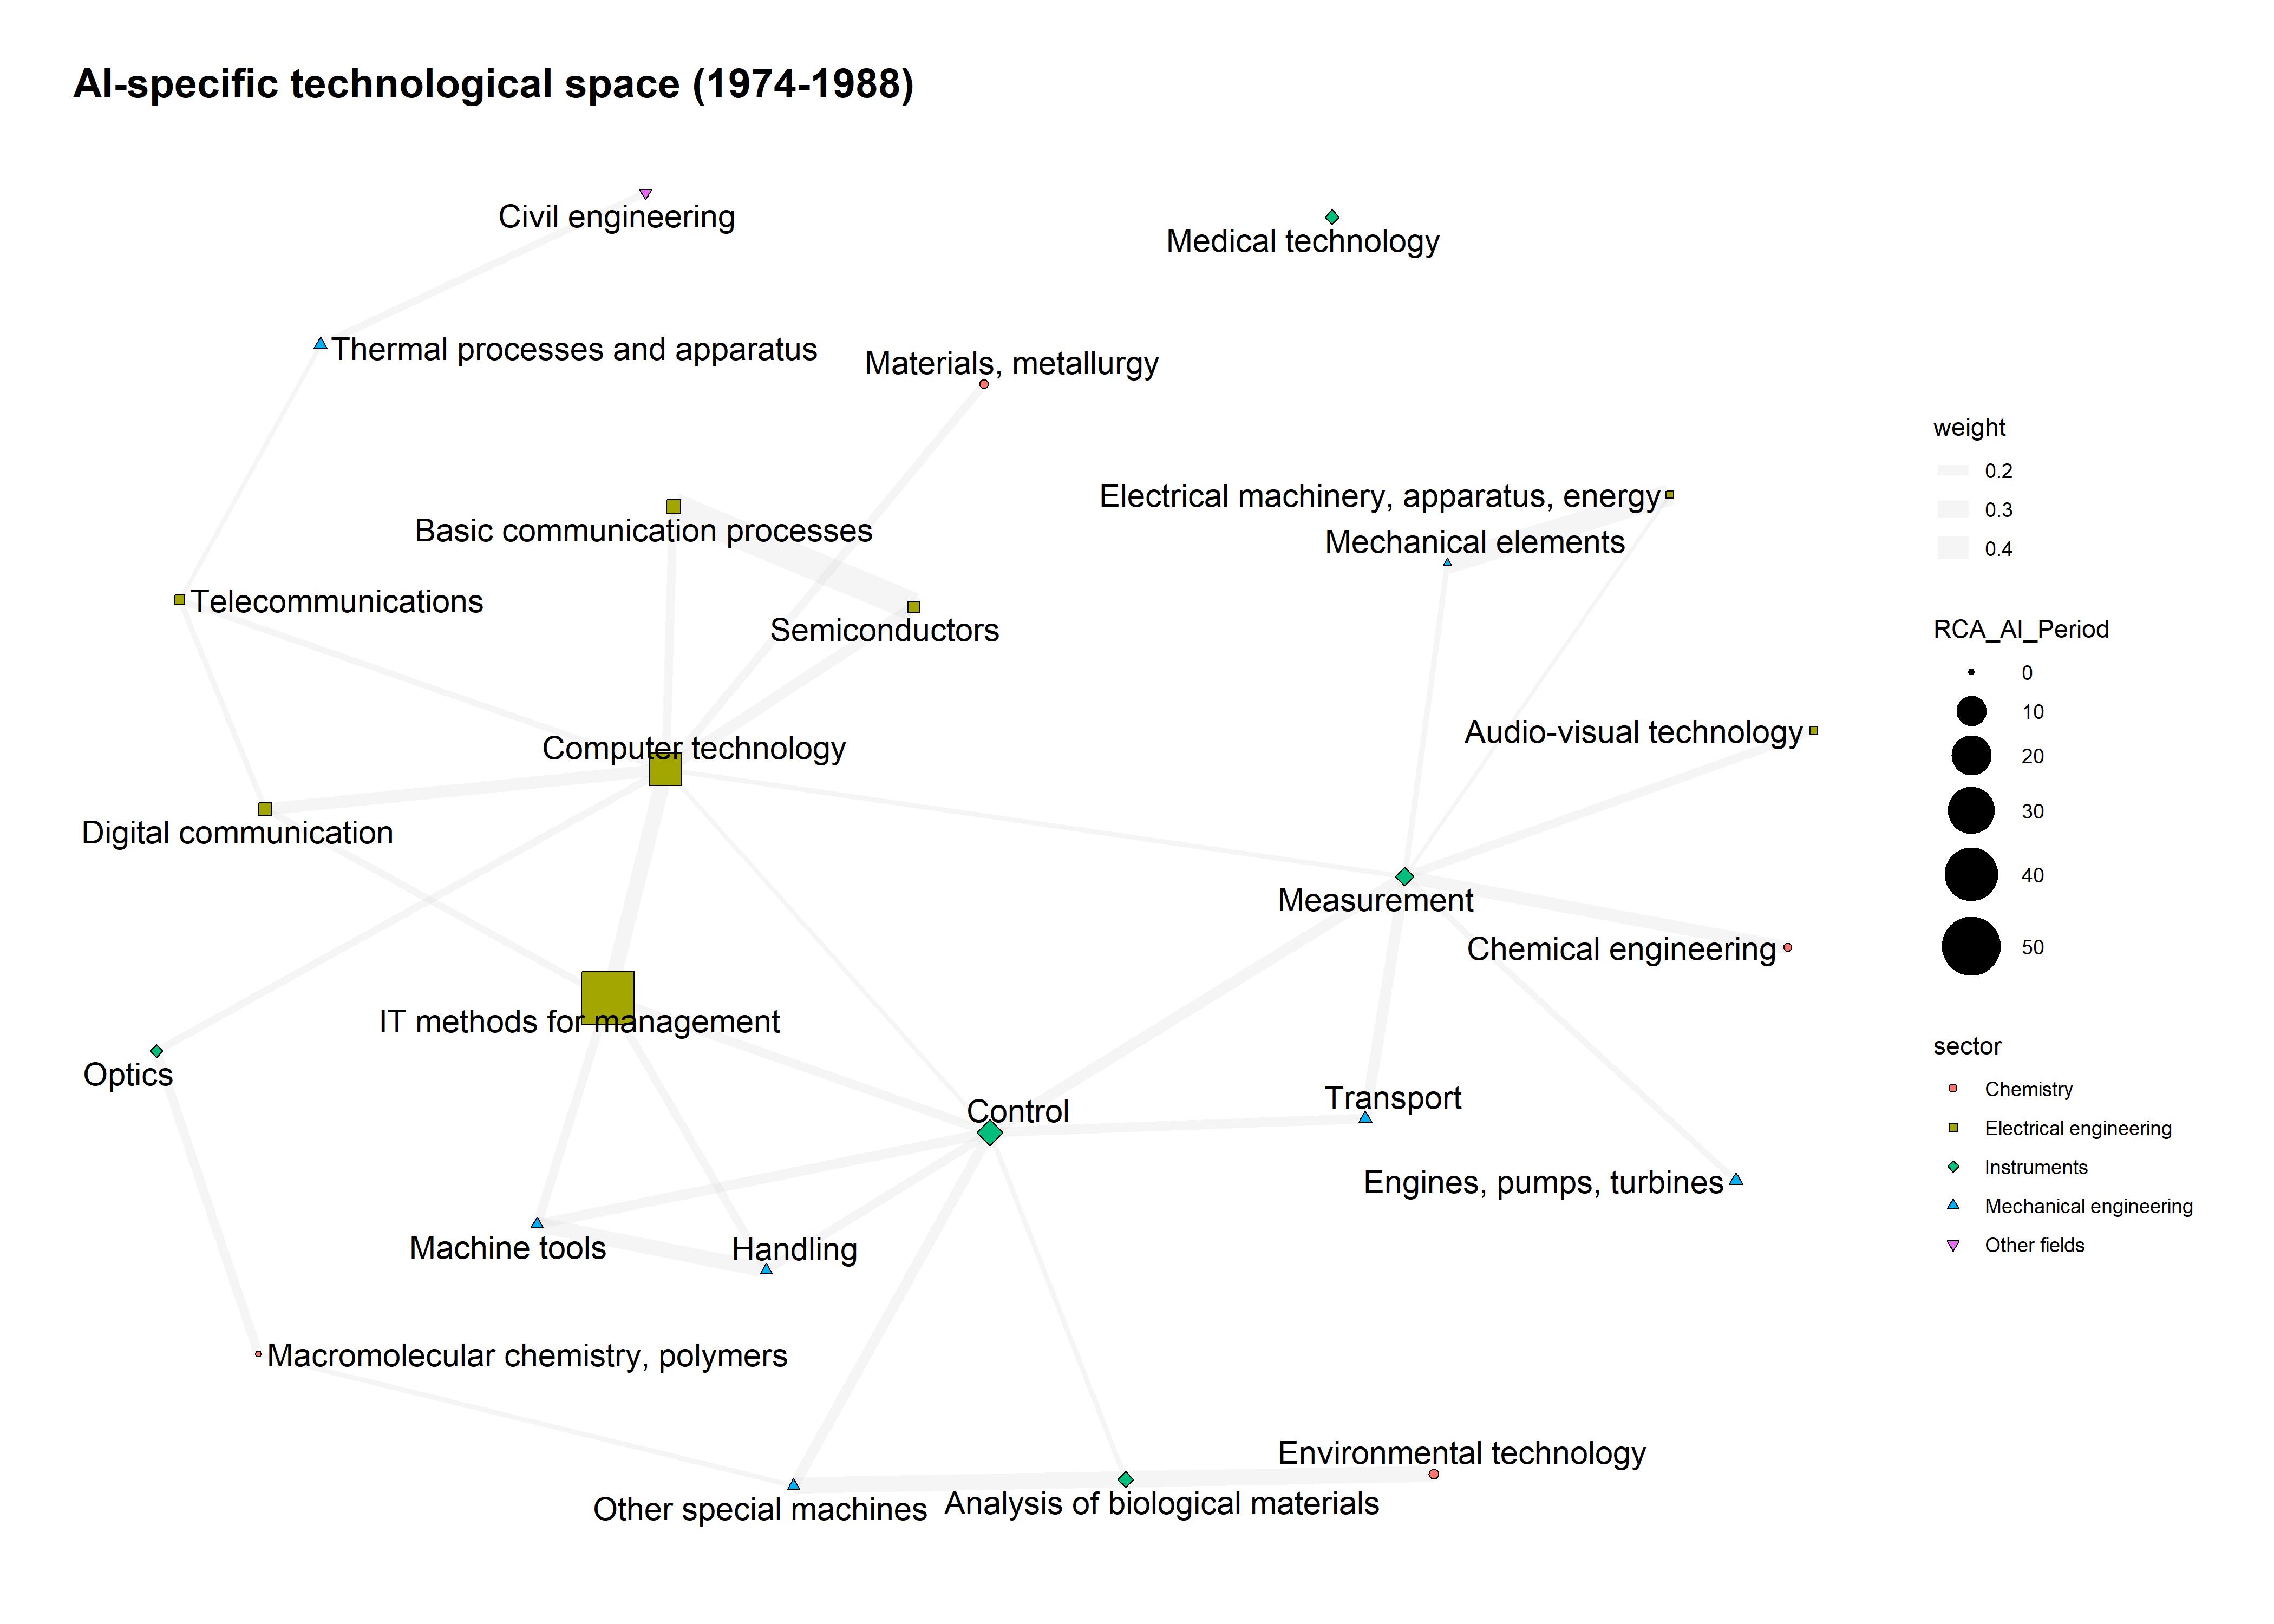 AI-specific technological space (1974-1988)
Civil engineering
Medical technology
Thermal processes and apparatus
Materials, metallurgy
Electrical machinery, apparatus, energy
Basic communication processes
Mechanical elements
Telecommunications
Semiconductors
Audio-visual technology
Computer technology
Digital communication
Measurement
Chemical engineering
IT methods for management
Optics
Transport
Control
Engines, pumps, turbines
Machine tools
Handling
Macromolecular chemistry, polymers
Environmental technology
Other special machines
Analysis of biological materials
weight
0.2
0.3
0.4
RCA_AI_Period
0
10
20
30
40
50
sector
Chemistry
Electrical engineering
Instruments
Mechanical engineering
Other fields